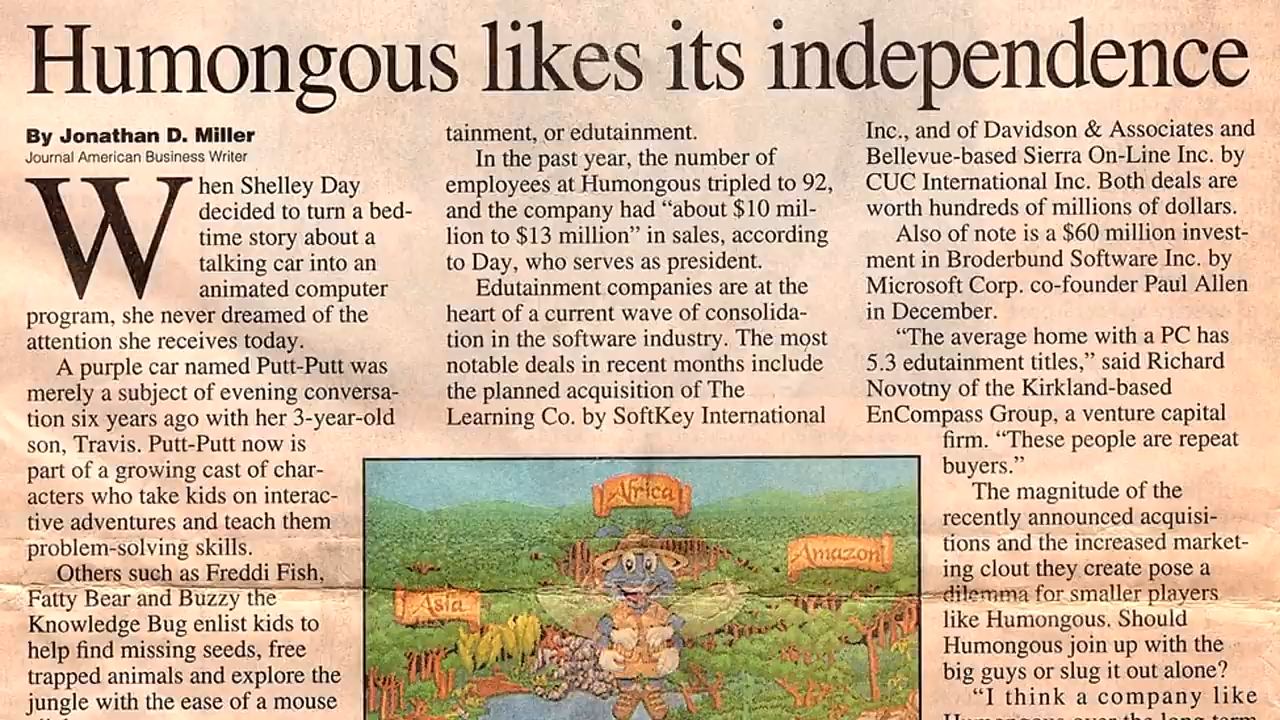 Humongous likes its independence
By Jonathan D. Miller
Journal American Business Writer
When Shelley Day
decided to turn a bed-
time story about a
talking car into an
animated computer
program, she never dreamed of the
attention she receives today.
A purple car named Putt-Putt was
merely a subject of evening conversa-
tion six years ago with her 3-year-old
son, Travis. Putt-Putt now is
part of a growing cast of char-
acters who take kids on interac-
tive adventures and teach them
problem-solving skills.
Others such as Freddi Fish,
Fatty Bear and Buzzy the
Knowledge Bug enlist kids to
help find missing seeds, free
trapped animals and explore the
jungle with the ease of a mouse
tainment, or edutainment.
In the past year, the number of
employees at Humongous tripled to 92,
and the company had “about $10 mil-
lion to $13 million” in sales, according
to Day, who serves as president.
Edutainment companies are at the
heart of a current wave of consolida-
tion in the software industry. The most
notable deals in recent months include
the planned acquisition of The
Learning Co. by SoftKey International
Africa
Amazon
Asia
Inc., and of Davidson & Associates and
Bellevue-based Sierra On-Line Inc. by
CUC International Inc. Both deals are
worth hundreds of millions of dollars.
Also of note is a $60 million invest-
ment in Broderbund Software Inc. by
Microsoft Corp. co-founder Paul Allen
in December.
“The average home with a PC has
5.3 edutainment titles,” said Richard
Novotny of the Kirkland-based
EnCompass Group, a venture capital
firm. “These people are repeat
buyers.”
The magnitude of the
recently announced acquisi-
tions and the increased market-
ing clout they create pose a
dilemma for smaller players
like Humongous. Should
Humongous join up with the
big guys or slug it out alone?
“I think a company like